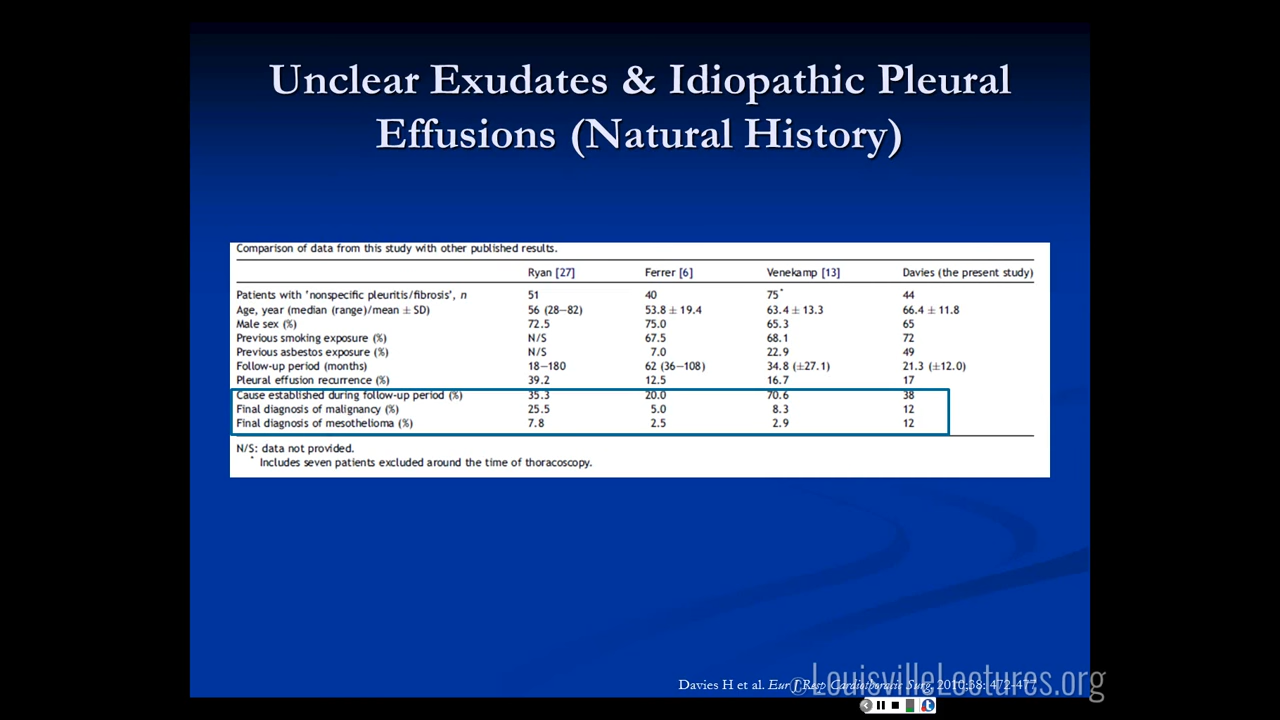 Unclear Exudates & Idiopathic Pleural
Effusions (Natural History)
Comparison of data from this study with other published results.
Ryan [27] Ferrer [6] Venekamp [13] Davies (the present study)
Patients with 'nonspecific pleuritis/fibrosis', n 51 40 75* 44
Age, year (median (range)/mean ± SD) 56 (28–82) 53.8 ± 19.4 63.4 ± 13.3 66.4 ± 11.8
Male sex (%) 72.5 75.0 65.3 65
Previous smoking exposure (%) N/S 67.5 68.1 72
Previous asbestos exposure (%) N/S 7.0 22.9 49
Follow-up period (months) 18–180 62 (36–108) 34.8 (±27.1) 21.3 (±12.0)
Pleural effusion recurrence (%) 39.2 12.5 16.7 17
Cause established during follow-up period (%) 35.3 20.0 70.6 38
Final diagnosis of malignancy (%) 25.5 5.0 8.3 12
Final diagnosis of mesothelioma (%) 7.8 2.5 2.9 12
N/S: data not provided.
* Includes seven patients excluded around the time of thoracoscopy.
Davies H et al. Eur J Resp Cardiothoracic Surg, 2010;38: 472-477
©LouisvilleLectures.org